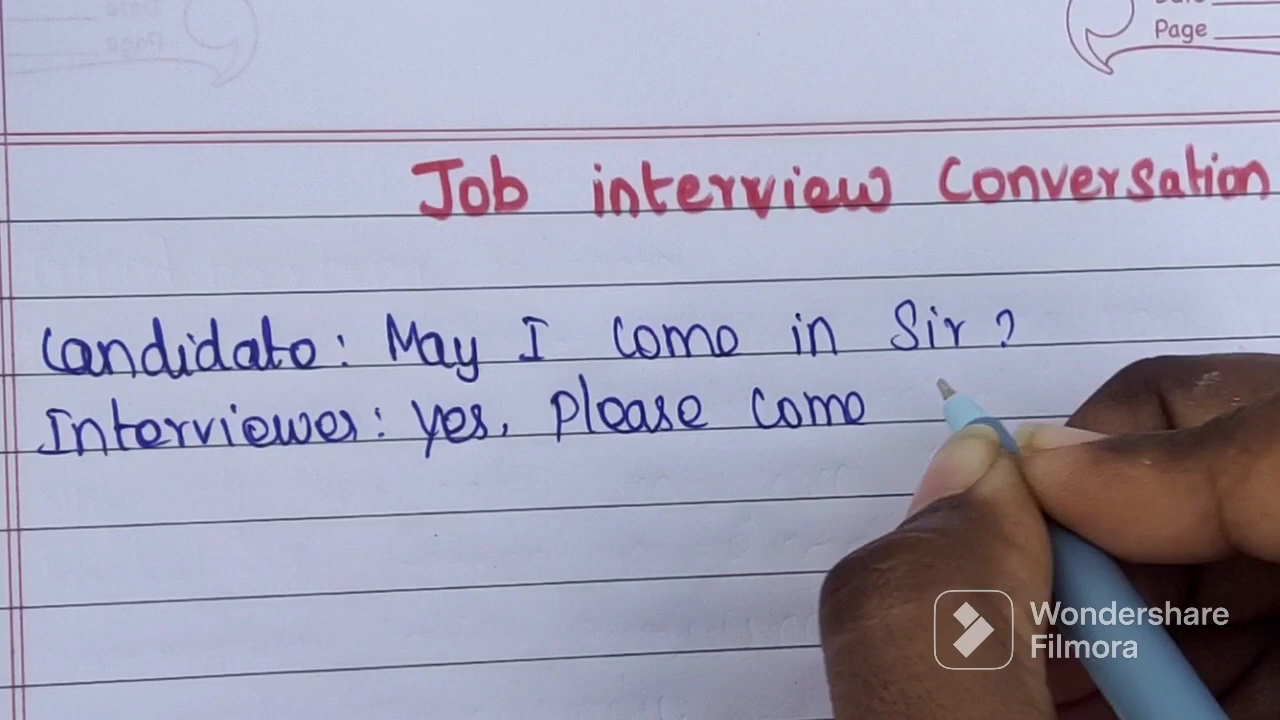 Page
Job interview Conversation
Candidate: May I come in Sir?
Interviewer: yes, please come
Wondershare
Filmora